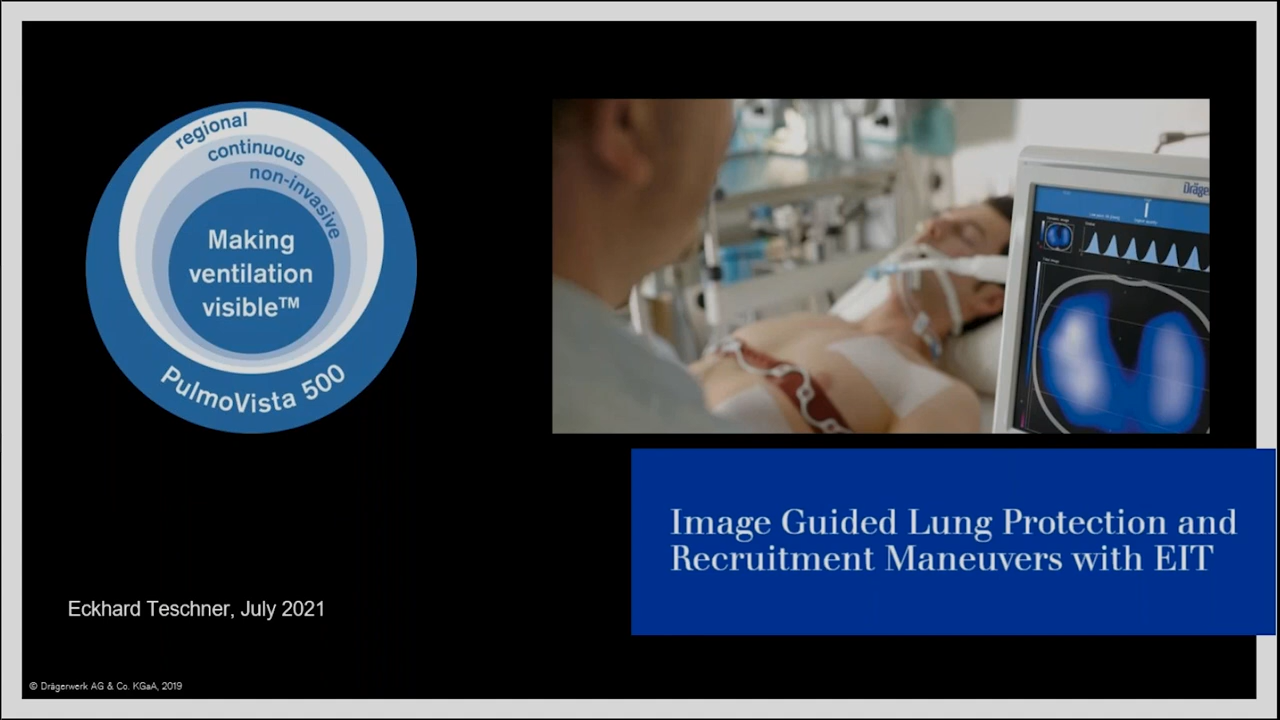 regional
continuous
non-invasive
Making
ventilation
visible™
PulmoVista 500
Dräger
Image Guided Lung Protection and
Recruitment Maneuvers with EIT
Eckhard Teschner, July 2021
© Drägerwerk AG & Co. KGaA, 2019